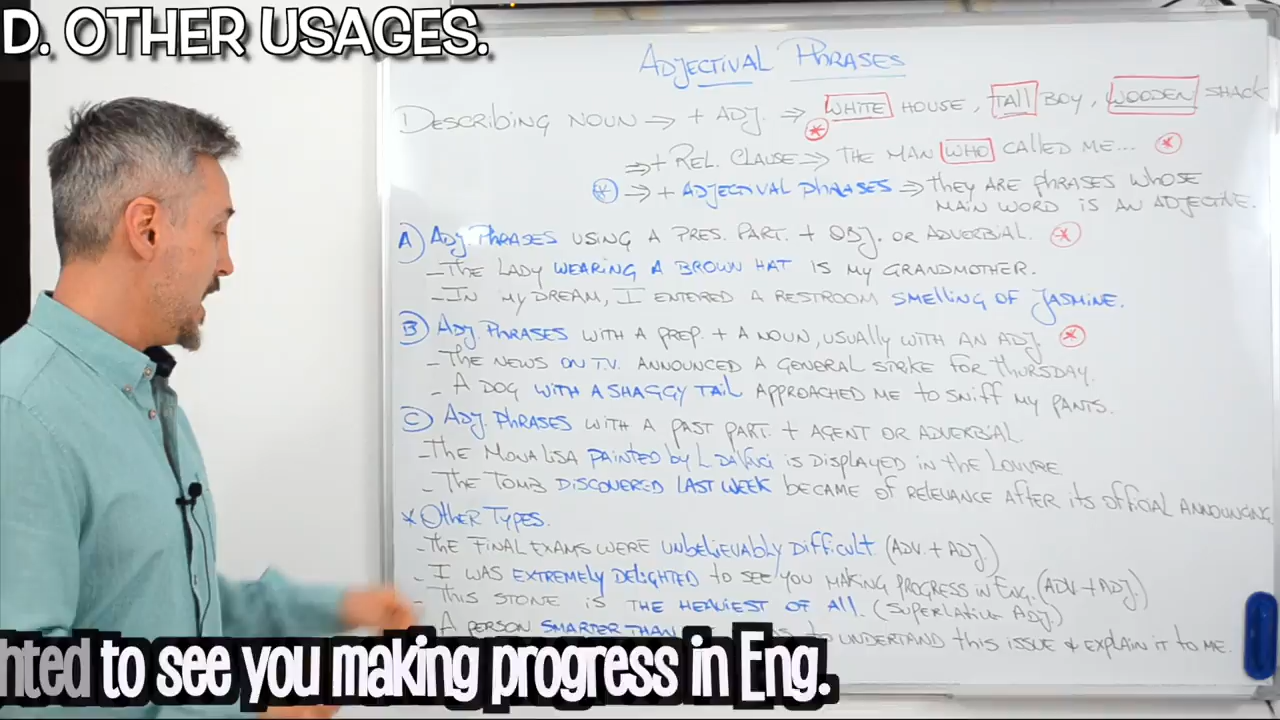 D. OTHER USAGES.
ADJECTIVAL PHRASES
DESCRIBING NOUN → + ADJ. ⇒ WHITE HOUSE, TALL BOY, WOODEN SHACK
⇒ + REL. CLAUSE ⇒ THE MAN WHO CALLED ME...
* → + ADJECTIVAL PHRASES ⇒ THEY ARE PHRASES WHOSE
MAIN WORD IS AN ADJECTIVE.
A) ADJ. PHRASES USING A PRES. PART. + OBJ. OR ADVERBIAL. *
- THE LADY WEARING A BROWN HAT IS MY GRANDMOTHER.
- IN MY DREAM, I ENTERED A RESTROOM SMELLING OF JASMINE.
B) ADJ. PHRASES WITH A PREP. + A NOUN, USUALLY WITH AN ADJ. *
- THE NEWS ON T.V. ANNOUNCED A GENERAL STRIKE FOR THURSDAY.
- A DOG WITH A SHAGGY TAIL APPROACHED ME TO SNIFF MY PANTS.
C) ADJ. PHRASES WITH A PAST PART. + AGENT OR ADVERBIAL.
- THE MONALISA PAINTED BY L. DAVINCI IS DISPLAYED IN THE LOUVRE
- THE TOMB DISCOVERED LAST WEEK BECAME OF RELEVANCE AFTER ITS OFFICIAL ANNOUNCING
* OTHER TYPES.
- THE FINAL EXAMS WERE UNBELIEVABLY DIFFICULT. (ADV. + ADJ.)
- I WAS EXTREMELY DELIGHTED TO SEE YOU MAKING PROGRESS IN ENG. (ADV. + ADJ.)
- THIS STONE IS THE HEAVIEST OF ALL. (SUPERLATIVE ADJ.)
- A PERSON SMARTER THAN TO UNDERTAND THIS ISSUE & EXPLAIN IT TO ME.
hted to see you making progress in Eng.